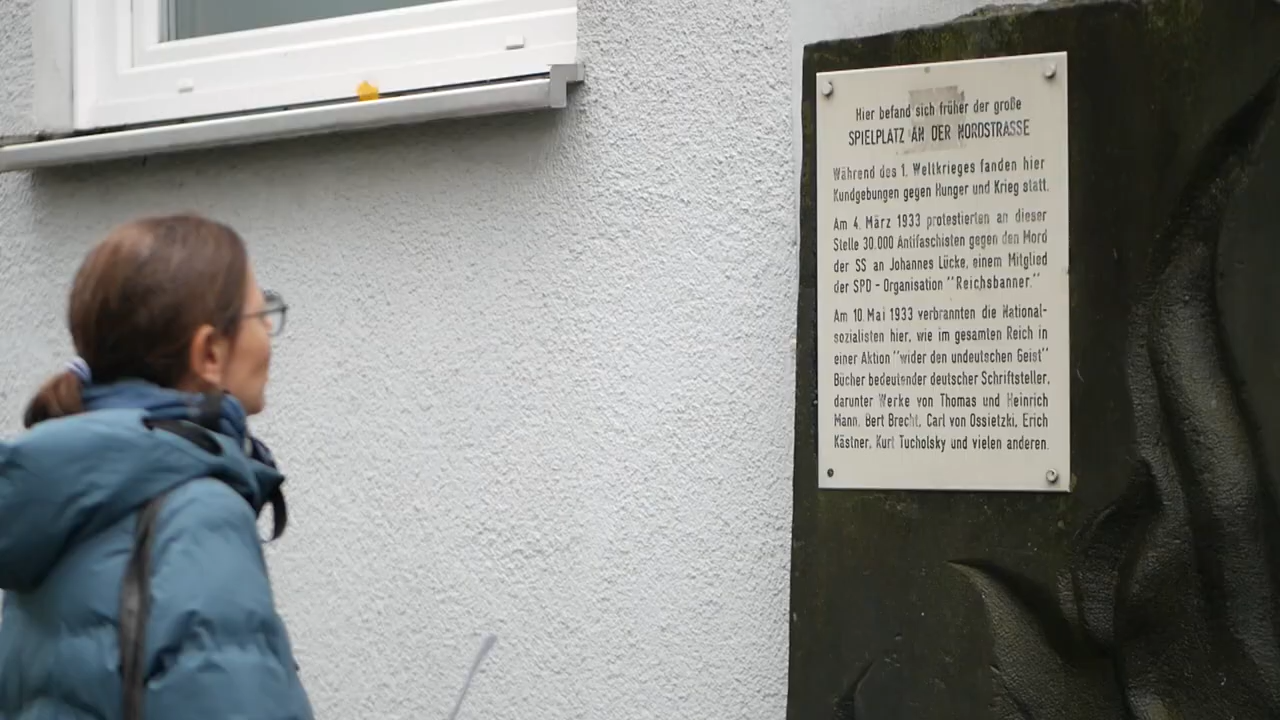 Hier befand sich früher der große
SPIELPLATZ AN DER NORDSTRASSE
Während des 1. Weltkrieges fanden hier
Kundgebungen gegen Hunger und Krieg statt.
Am 4. März 1933 protestierten an dieser
Stelle 30.000 Antifaschisten gegen den Mord
der SS an Johannes Lücke, einem Mitglied
der SPD - Organisation "Reichsbanner."
Am 10. Mai 1933 verbrannten die National-
sozialisten hier, wie im gesamten Reich in
einer Aktion "wider den undeutschen Geist"
Bücher bedeutender deutscher Schriftsteller,
darunter Werke von Thomas und Heinrich
Mann, Bert Brecht, Carl von Ossietzki, Erich
Kästner, Kurt Tucholsky und vielen anderen.